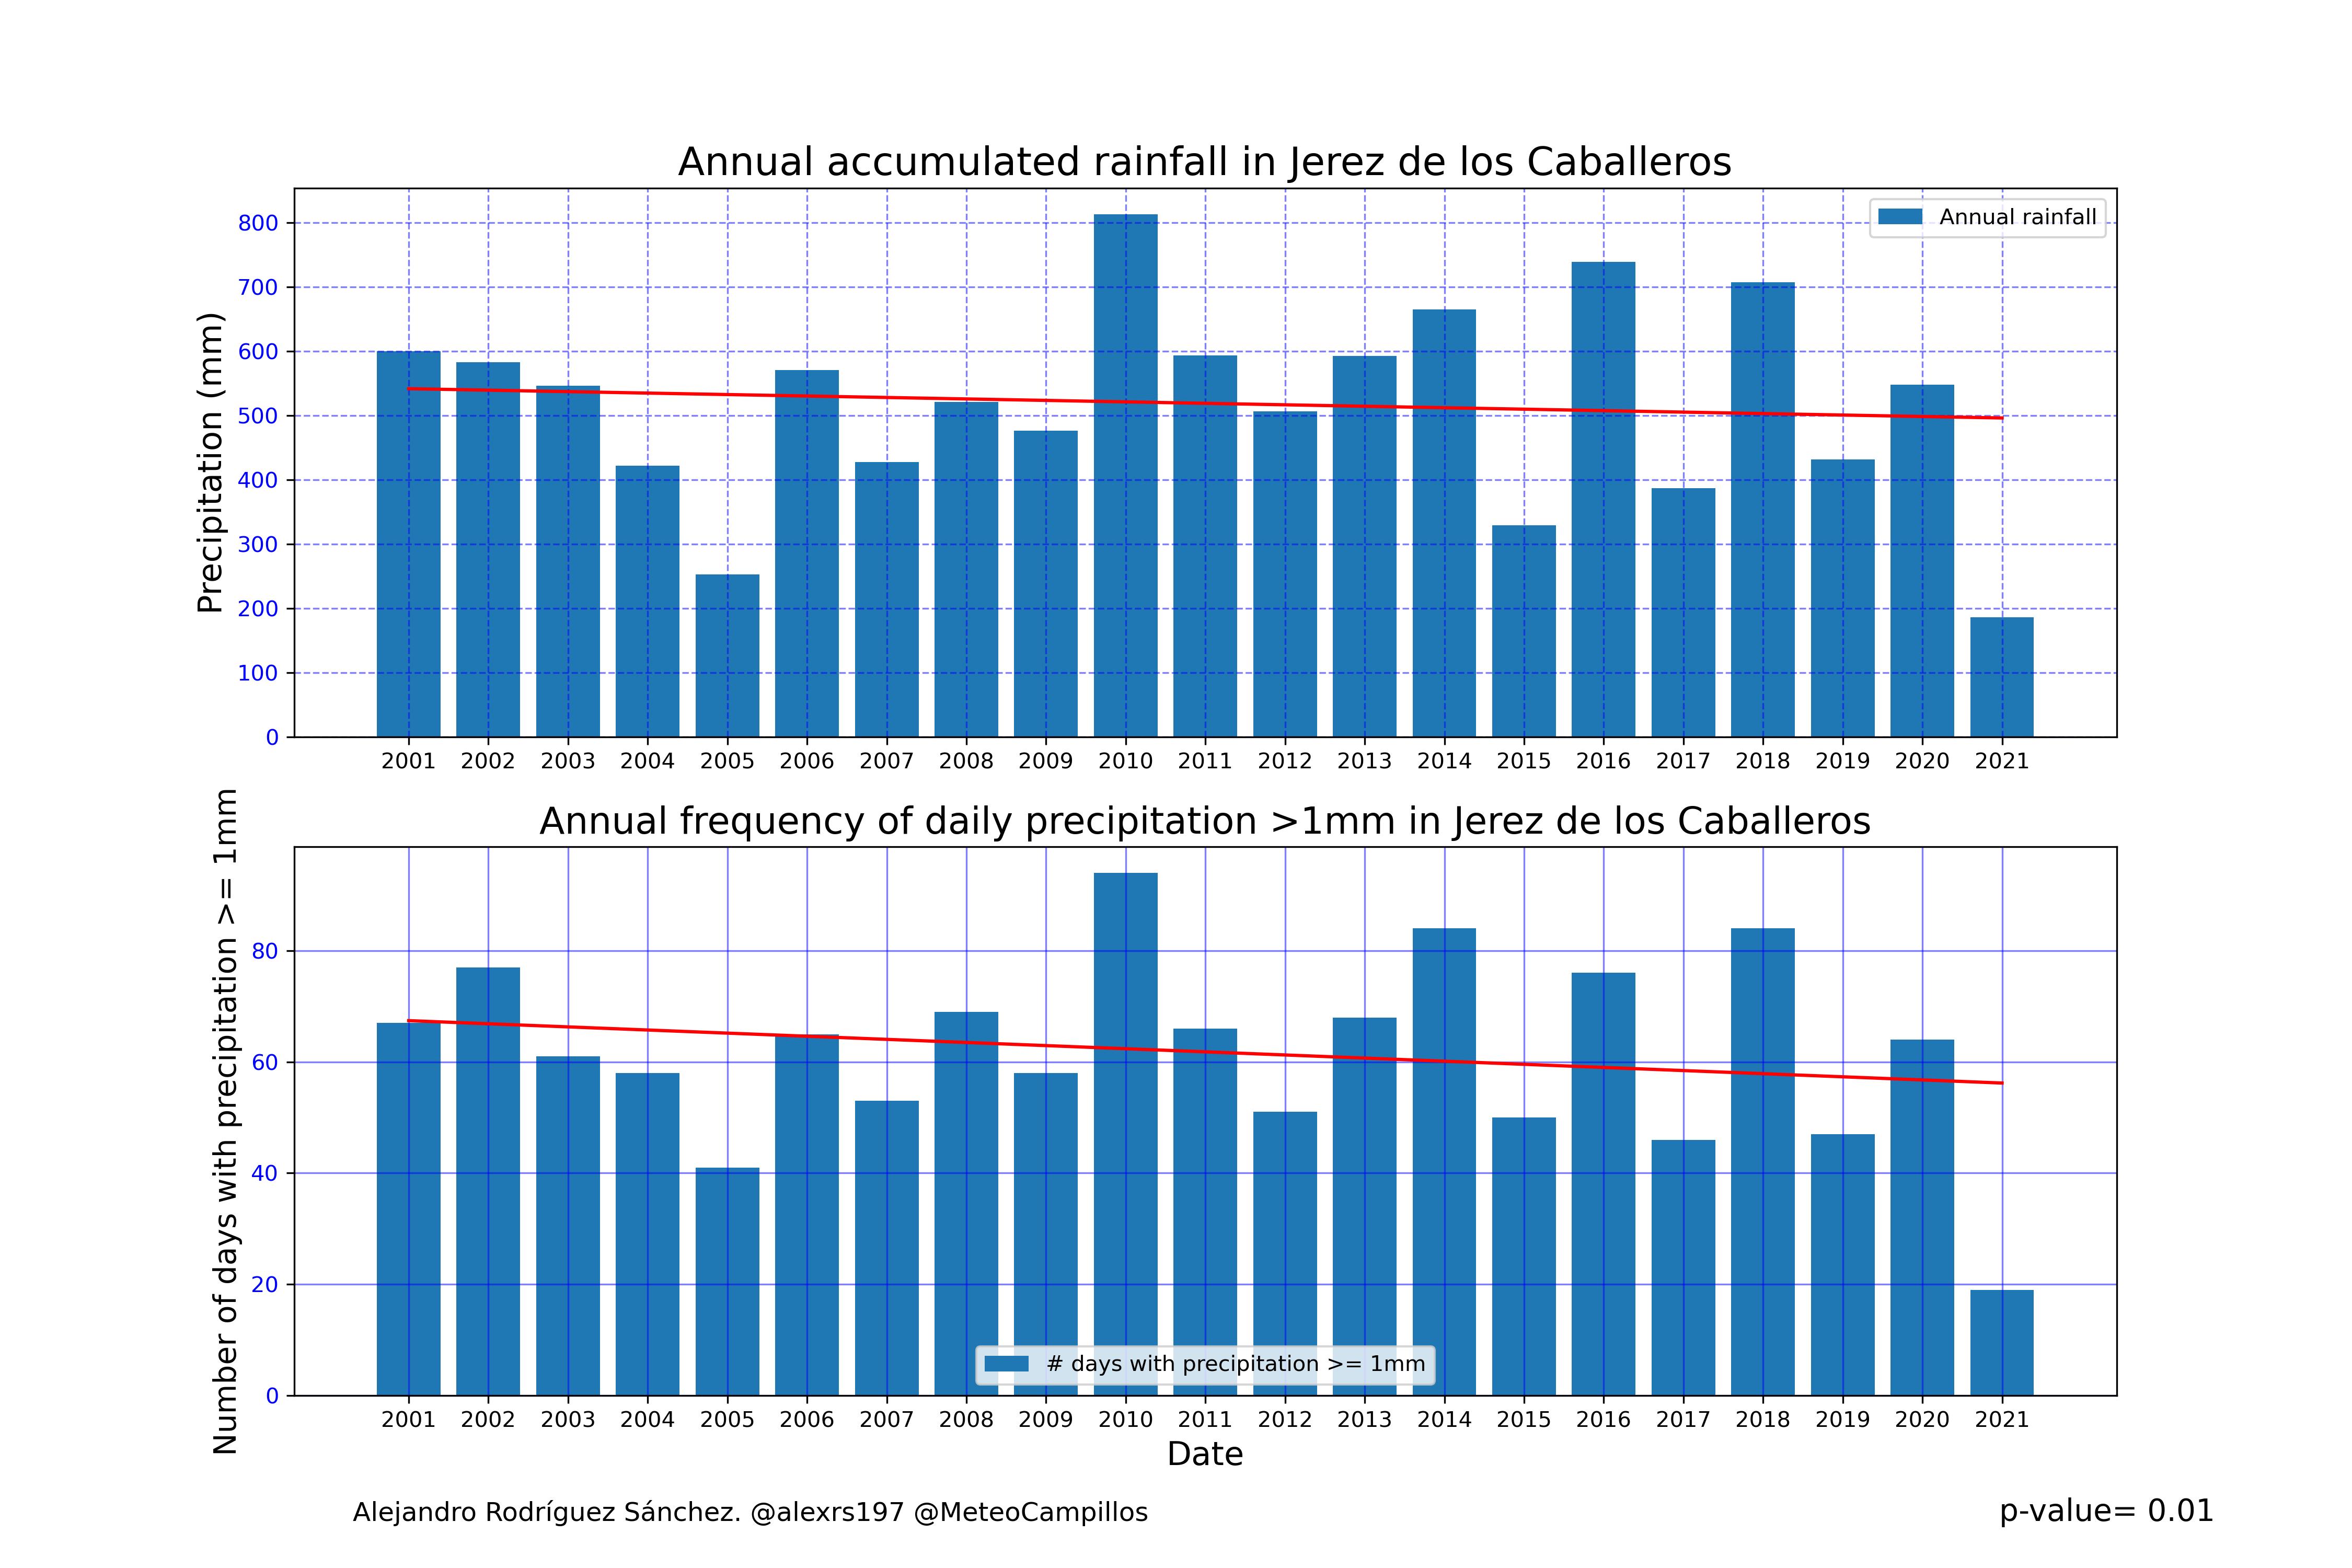 Annual accumulated rainfall in Jerez de los Caballeros
Precipitation (mm)
800
700
600
500
400
300
200
100
0
Annual rainfall
2001 2002 2003 2004 2005 2006 2007 2008 2009 2010 2011 2012 2013 2014 2015 2016 2017 2018 2019 2020 2021
Annual frequency of daily precipitation >1mm in Jerez de los Caballeros
Number of days with precipitation >= 1mm
80
60
40
20
0
# days with precipitation >= 1mm
2001 2002 2003 2004 2005 2006 2007 2008 2009 2010 2011 2012 2013 2014 2015 2016 2017 2018 2019 2020 2021
Date
Alejandro Rodríguez Sánchez. @alexrs197 @MeteoCampillos
p-value= 0.01